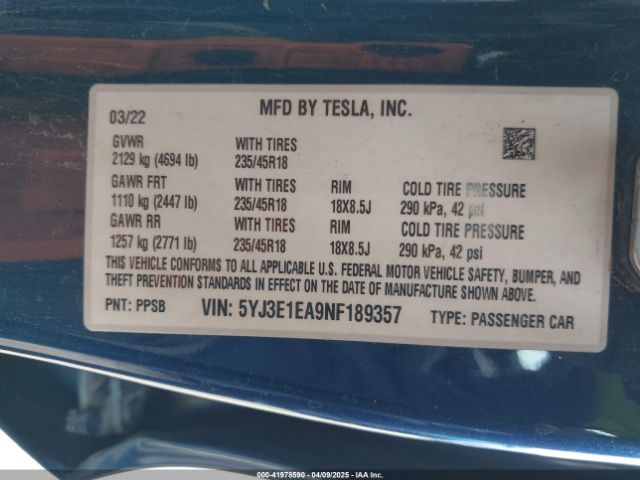 MFD BY TESLA, INC.
03/22
GVWR WITH TIRES
2129 kg (4694 lb) 235/45R18
GAWR FRT WITH TIRES RIM COLD TIRE PRESSURE
1110 kg (2447 lb) 235/45R18 18X8.5J 290 kPa, 42 psi
GAWR RR WITH TIRES RIM COLD TIRE PRESSURE
1257 kg (2771 lb) 235/45R18 18X8.5J 290 kPa, 42 psi
THIS VEHICLE CONFORMS TO ALL APPLICABLE U.S. FEDERAL MOTOR VEHICLE SAFETY, BUMPER, AND
THEFT PREVENTION STANDARDS IN EFFECT ON THE DATE OF MANUFACTURE SHOWN ABOVE.
PNT: PPSB VIN: 5YJ3E1EA9NF189357 TYPE: PASSENGER CAR
© IAA - 41978590 - 04/09/2025 - IAAI.COM